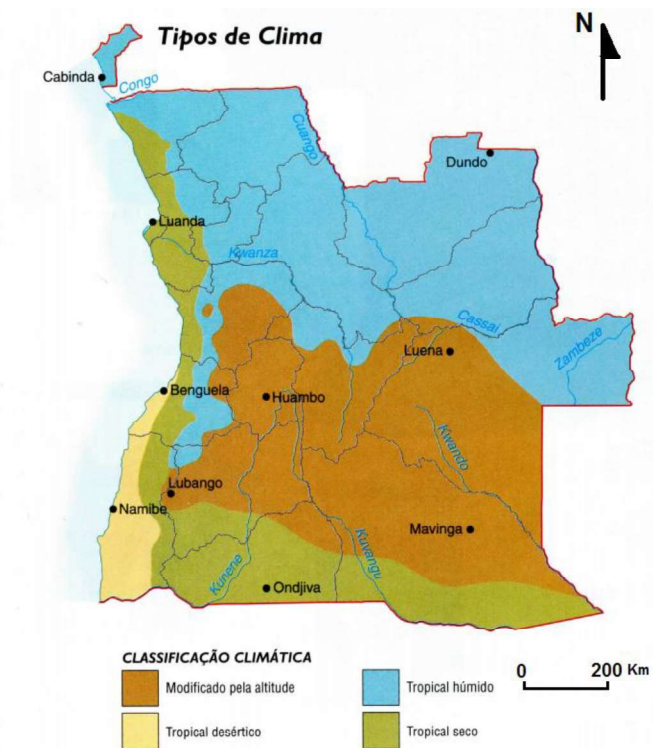 Tipos de Clima
N
Cabinda
Congo
Cuango
Dundo
Luanda
Kwanza
Cassai
Luena
Zambeze
Benguela
Huambo
Kwando
Lubango
Namibe
Mavinga
Kuvangu
Kunene
Ondjiva
CLASSIFICAÇÃO CLIMÁTICA
Modificado pela altitude
Tropical húmido
0 200 Km
Tropical desértico
Tropical seco